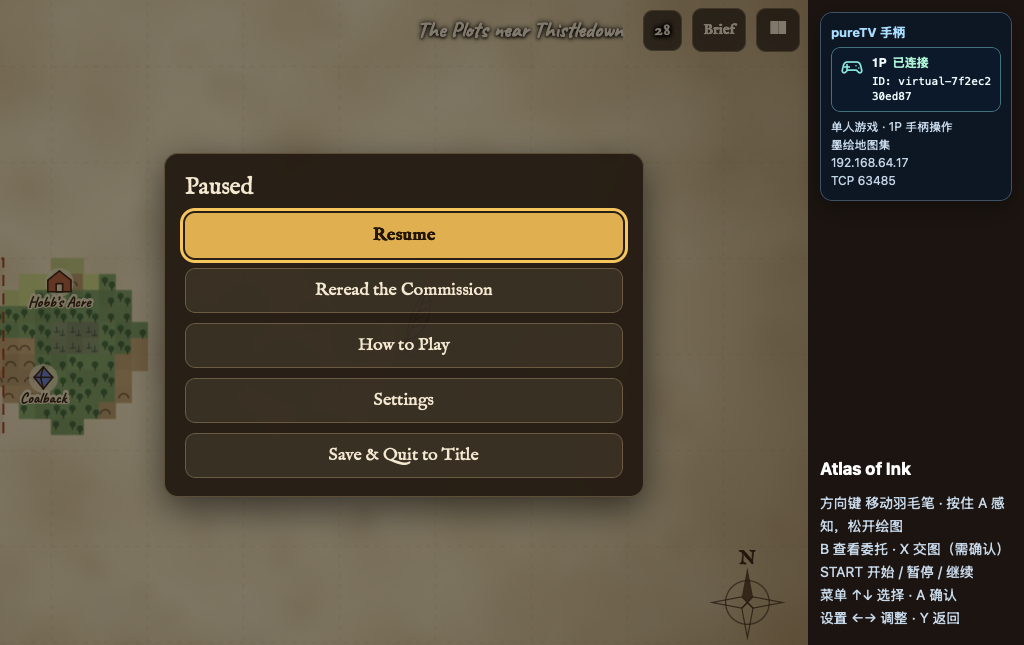 The Plots near Thistledown
28
Brief
Paused
Resume
Reread the Commission
How to Play
Settings
Save & Quit to Title
Hobb's Acre
Coalback
N
pureTV 手柄
1P 已连接
ID: virtual-7f2ec2
30ed87
单人游戏 · 1P 手柄操作
墨绘地图集
192.168.64.17
TCP 63485
Atlas of Ink
方向键 移动羽毛笔 · 按住 A 感
知，松开绘图
B 查看委托 · X 交图（需确认）
START 开始 / 暂停 / 继续
菜单 ↑↓ 选择 · A 确认
设置 ←→ 调整 · Y 返回